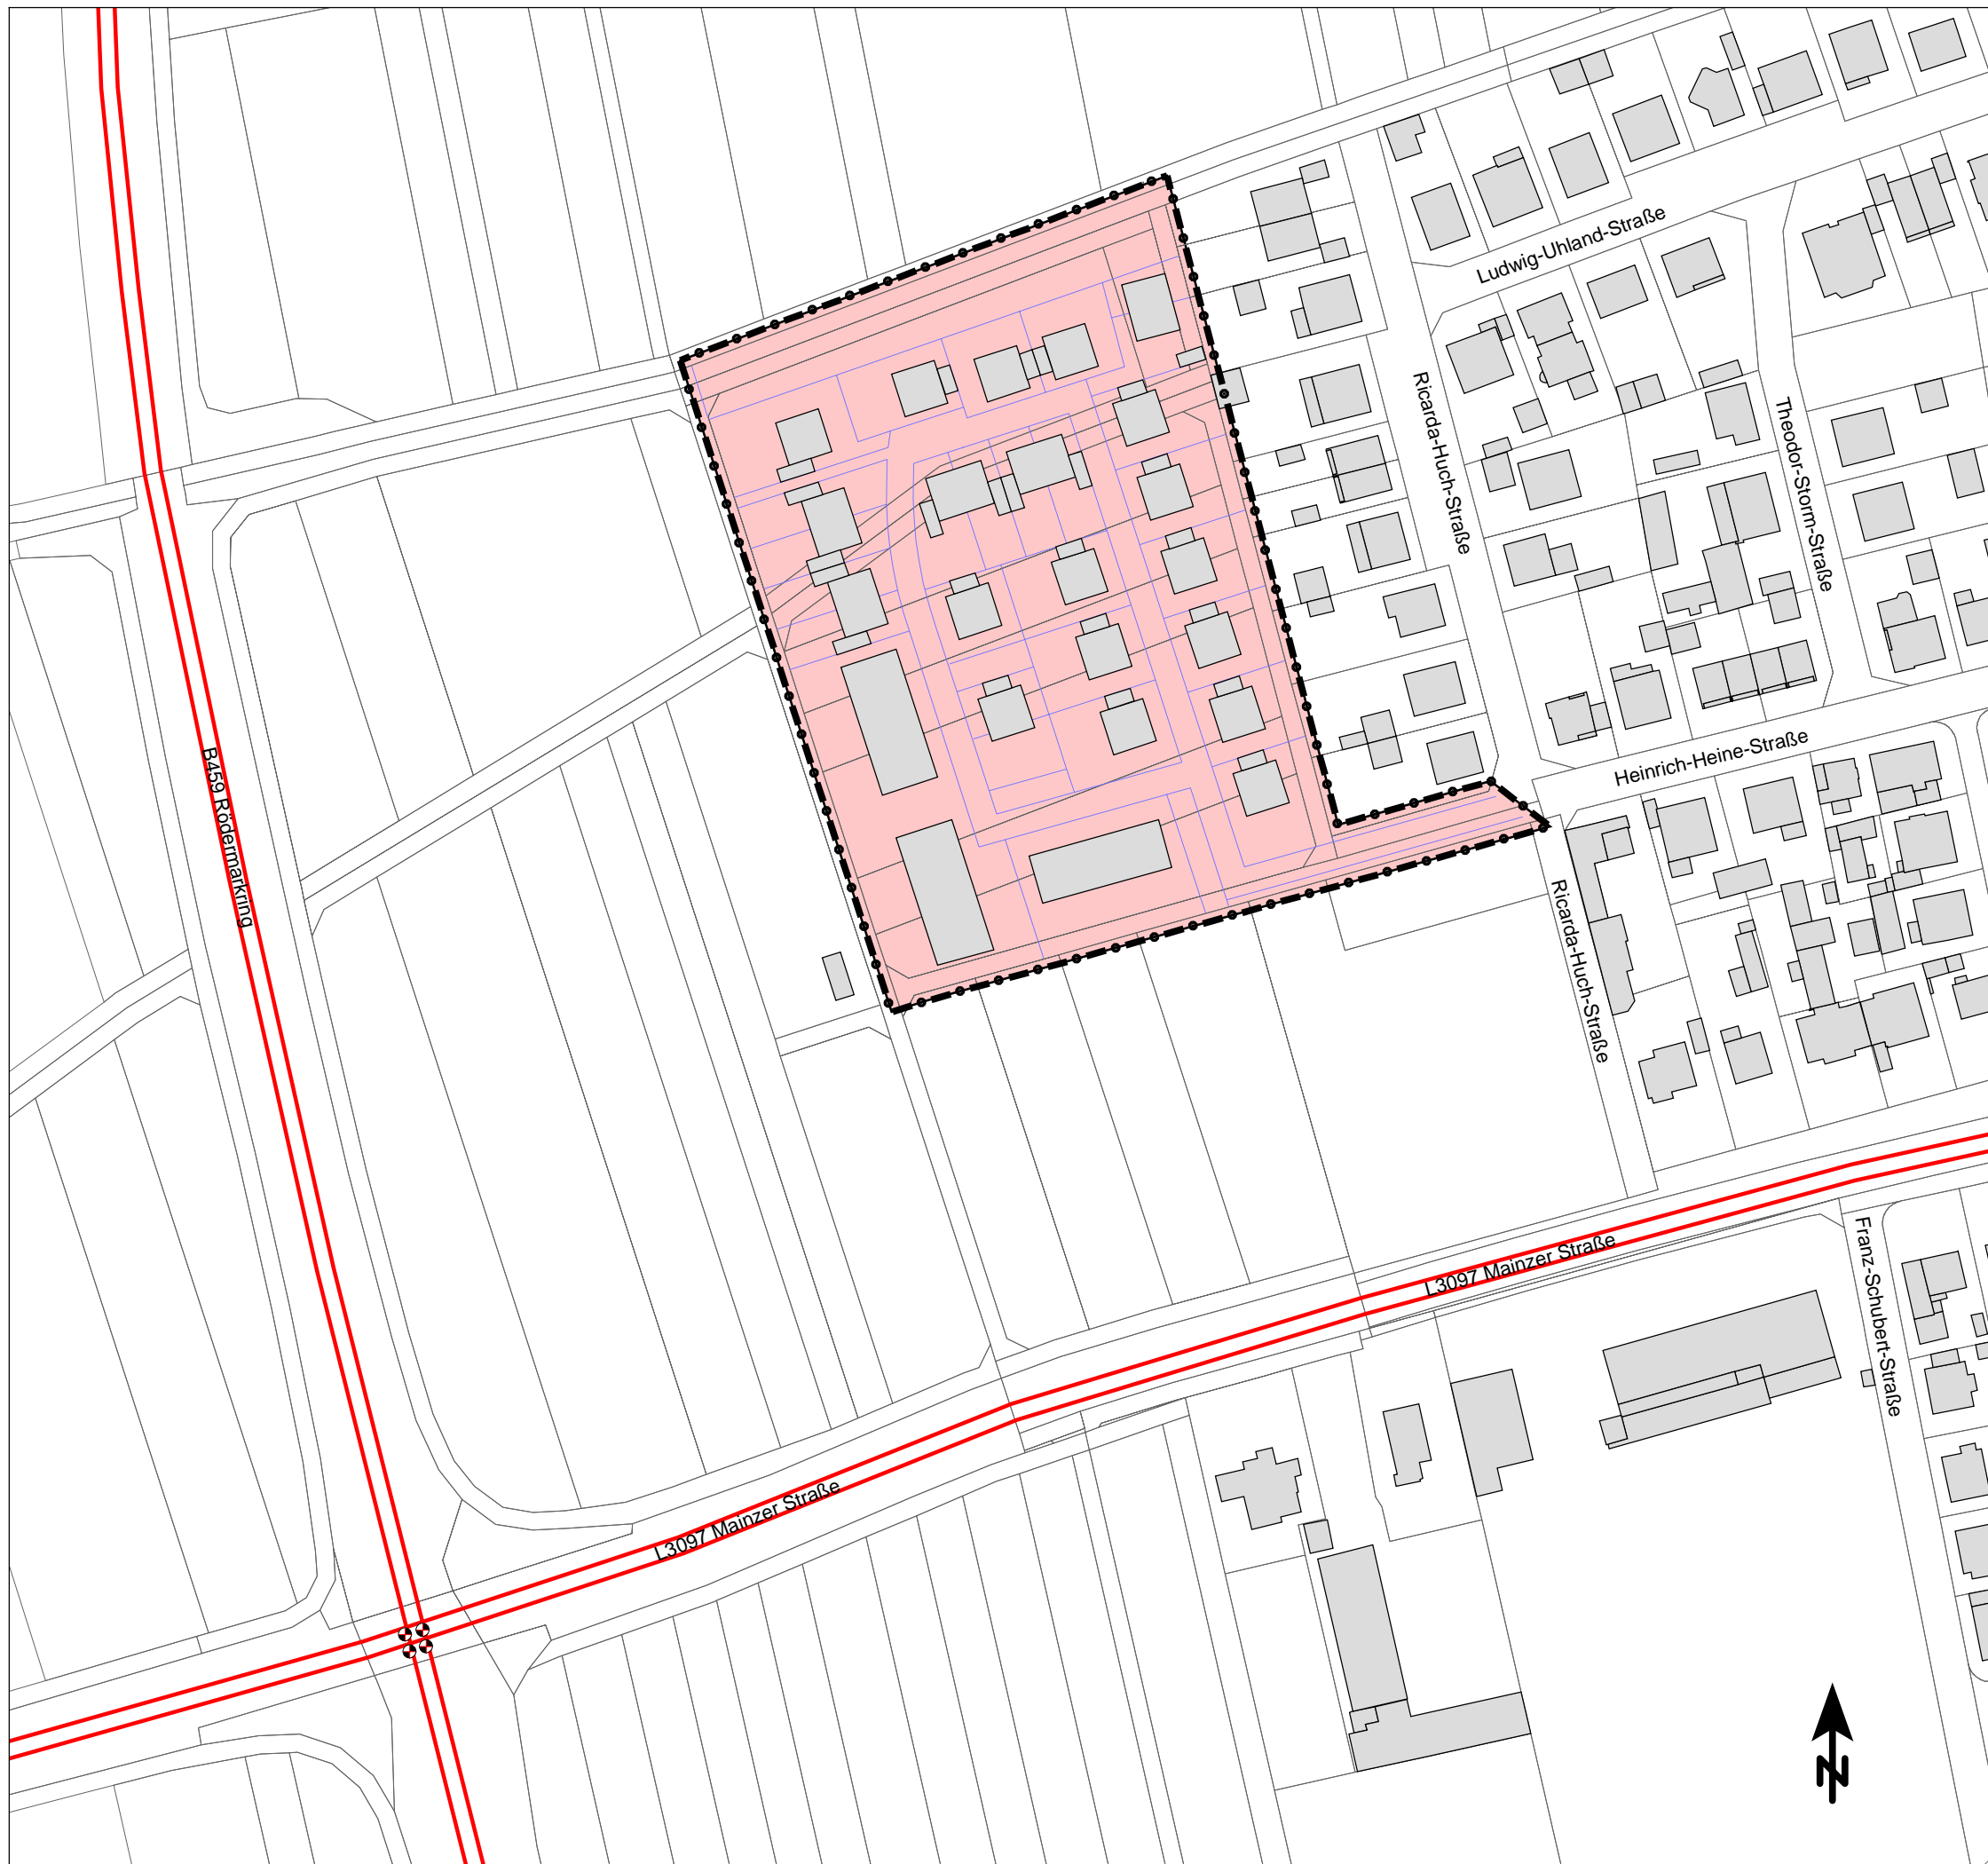 Ludwig-Uhland-Straße
Ricarda-Huch-Straße
Theodor-Storm-Straße
Heinrich-Heine-Straße
B459 Rödermarkring
Ricarda-Huch-Straße
L3097 Mainzer Straße
Franz-Schubert-Straße
L3097 Mainzer Straße
N